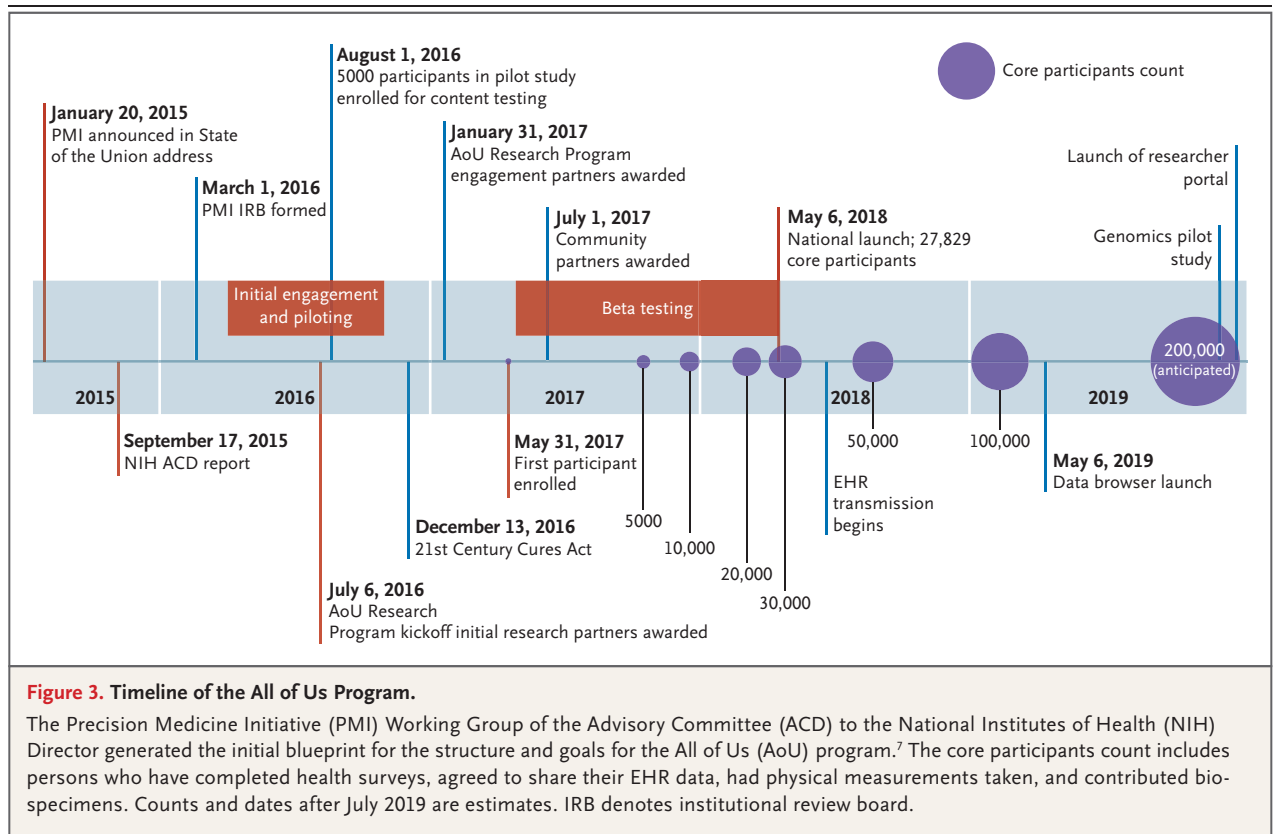 August 1, 2016
5000 participants in pilot study
enrolled for content testing
Core participants count
January 20, 2015
PMI announced in State
of the Union address
January 31, 2017
AoU Research Program
engagement partners awarded
Launch of researcher
portal
March 1, 2016
PMI IRB formed
July 1, 2017
Community
partners awarded
May 6, 2018
National launch; 27,829
core participants
Genomics pilot
study
Initial engagement
and piloting
Beta testing
200,000
(anticipated)
2015
2016
2017
2018
2019
September 17, 2015
NIH ACD report
May 31, 2017
First participant
enrolled
50,000
100,000
May 6, 2019
Data browser launch
EHR
transmission
begins
5000
10,000
20,000
30,000
December 13, 2016
21st Century Cures Act
July 6, 2016
AoU Research
Program kickoff initial research partners awarded
Figure 3. Timeline of the All of Us Program.
The Precision Medicine Initiative (PMI) Working Group of the Advisory Committee (ACD) to the National Institutes of Health (NIH)
Director generated the initial blueprint for the structure and goals for the All of Us (AoU) program.7 The core participants count includes
persons who have completed health surveys, agreed to share their EHR data, had physical measurements taken, and contributed bio-
specimens. Counts and dates after July 2019 are estimates. IRB denotes institutional review board.